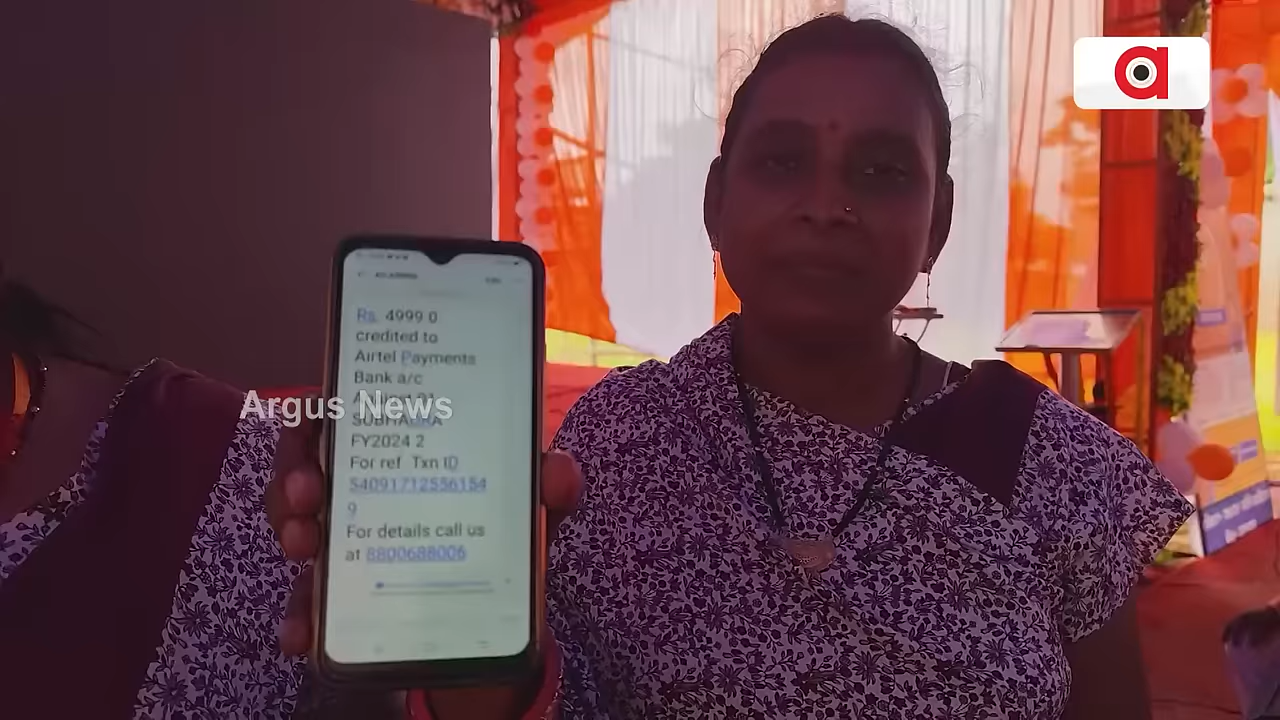 Rs. 4999 0
credited to
Airtel Payments
Bank a/c
Argus News
SUBHADRA
FY2024 2
For ref Txn ID
54091712556154
9
For details call us
at 8800688006